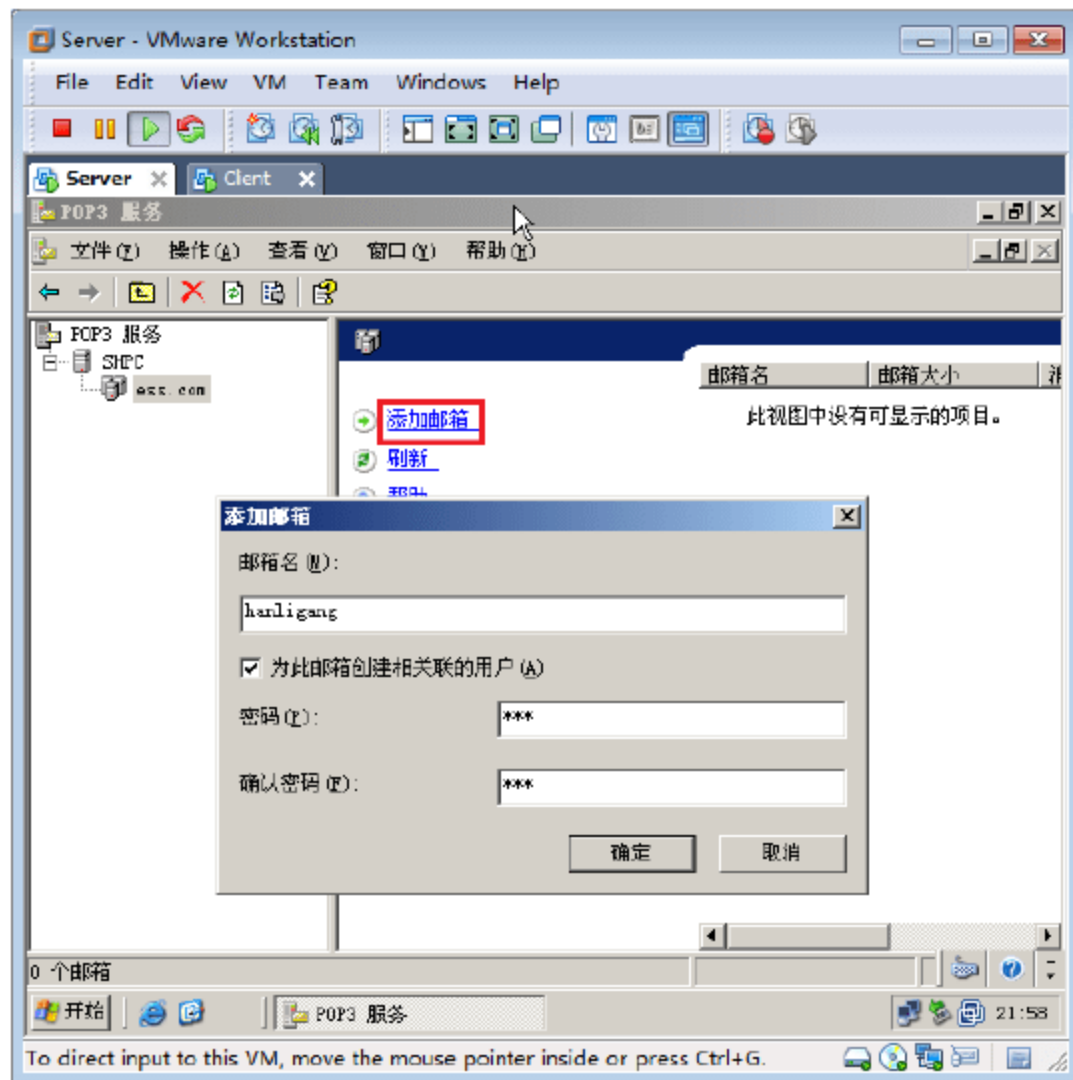 Server - VMware Workstation
File Edit View VM Team Windows Help
Server Client
POP3 服务
文件(F) 操作(A) 查看(V) 窗口(W) 帮助(H)
POP3 服务
SHPC
ess.com
邮箱名 邮箱大小
此视图中没有可显示的项目。
添加邮箱
刷新
帮助
添加邮箱
邮箱名(N):
hanligang
为此邮箱创建相关联的用户(A)
密码(P): ***
确认密码(F): ***
确定 取消
0 个邮箱
开始 POP3 服务 21:58
To direct input to this VM, move the mouse pointer inside or press Ctrl+G.